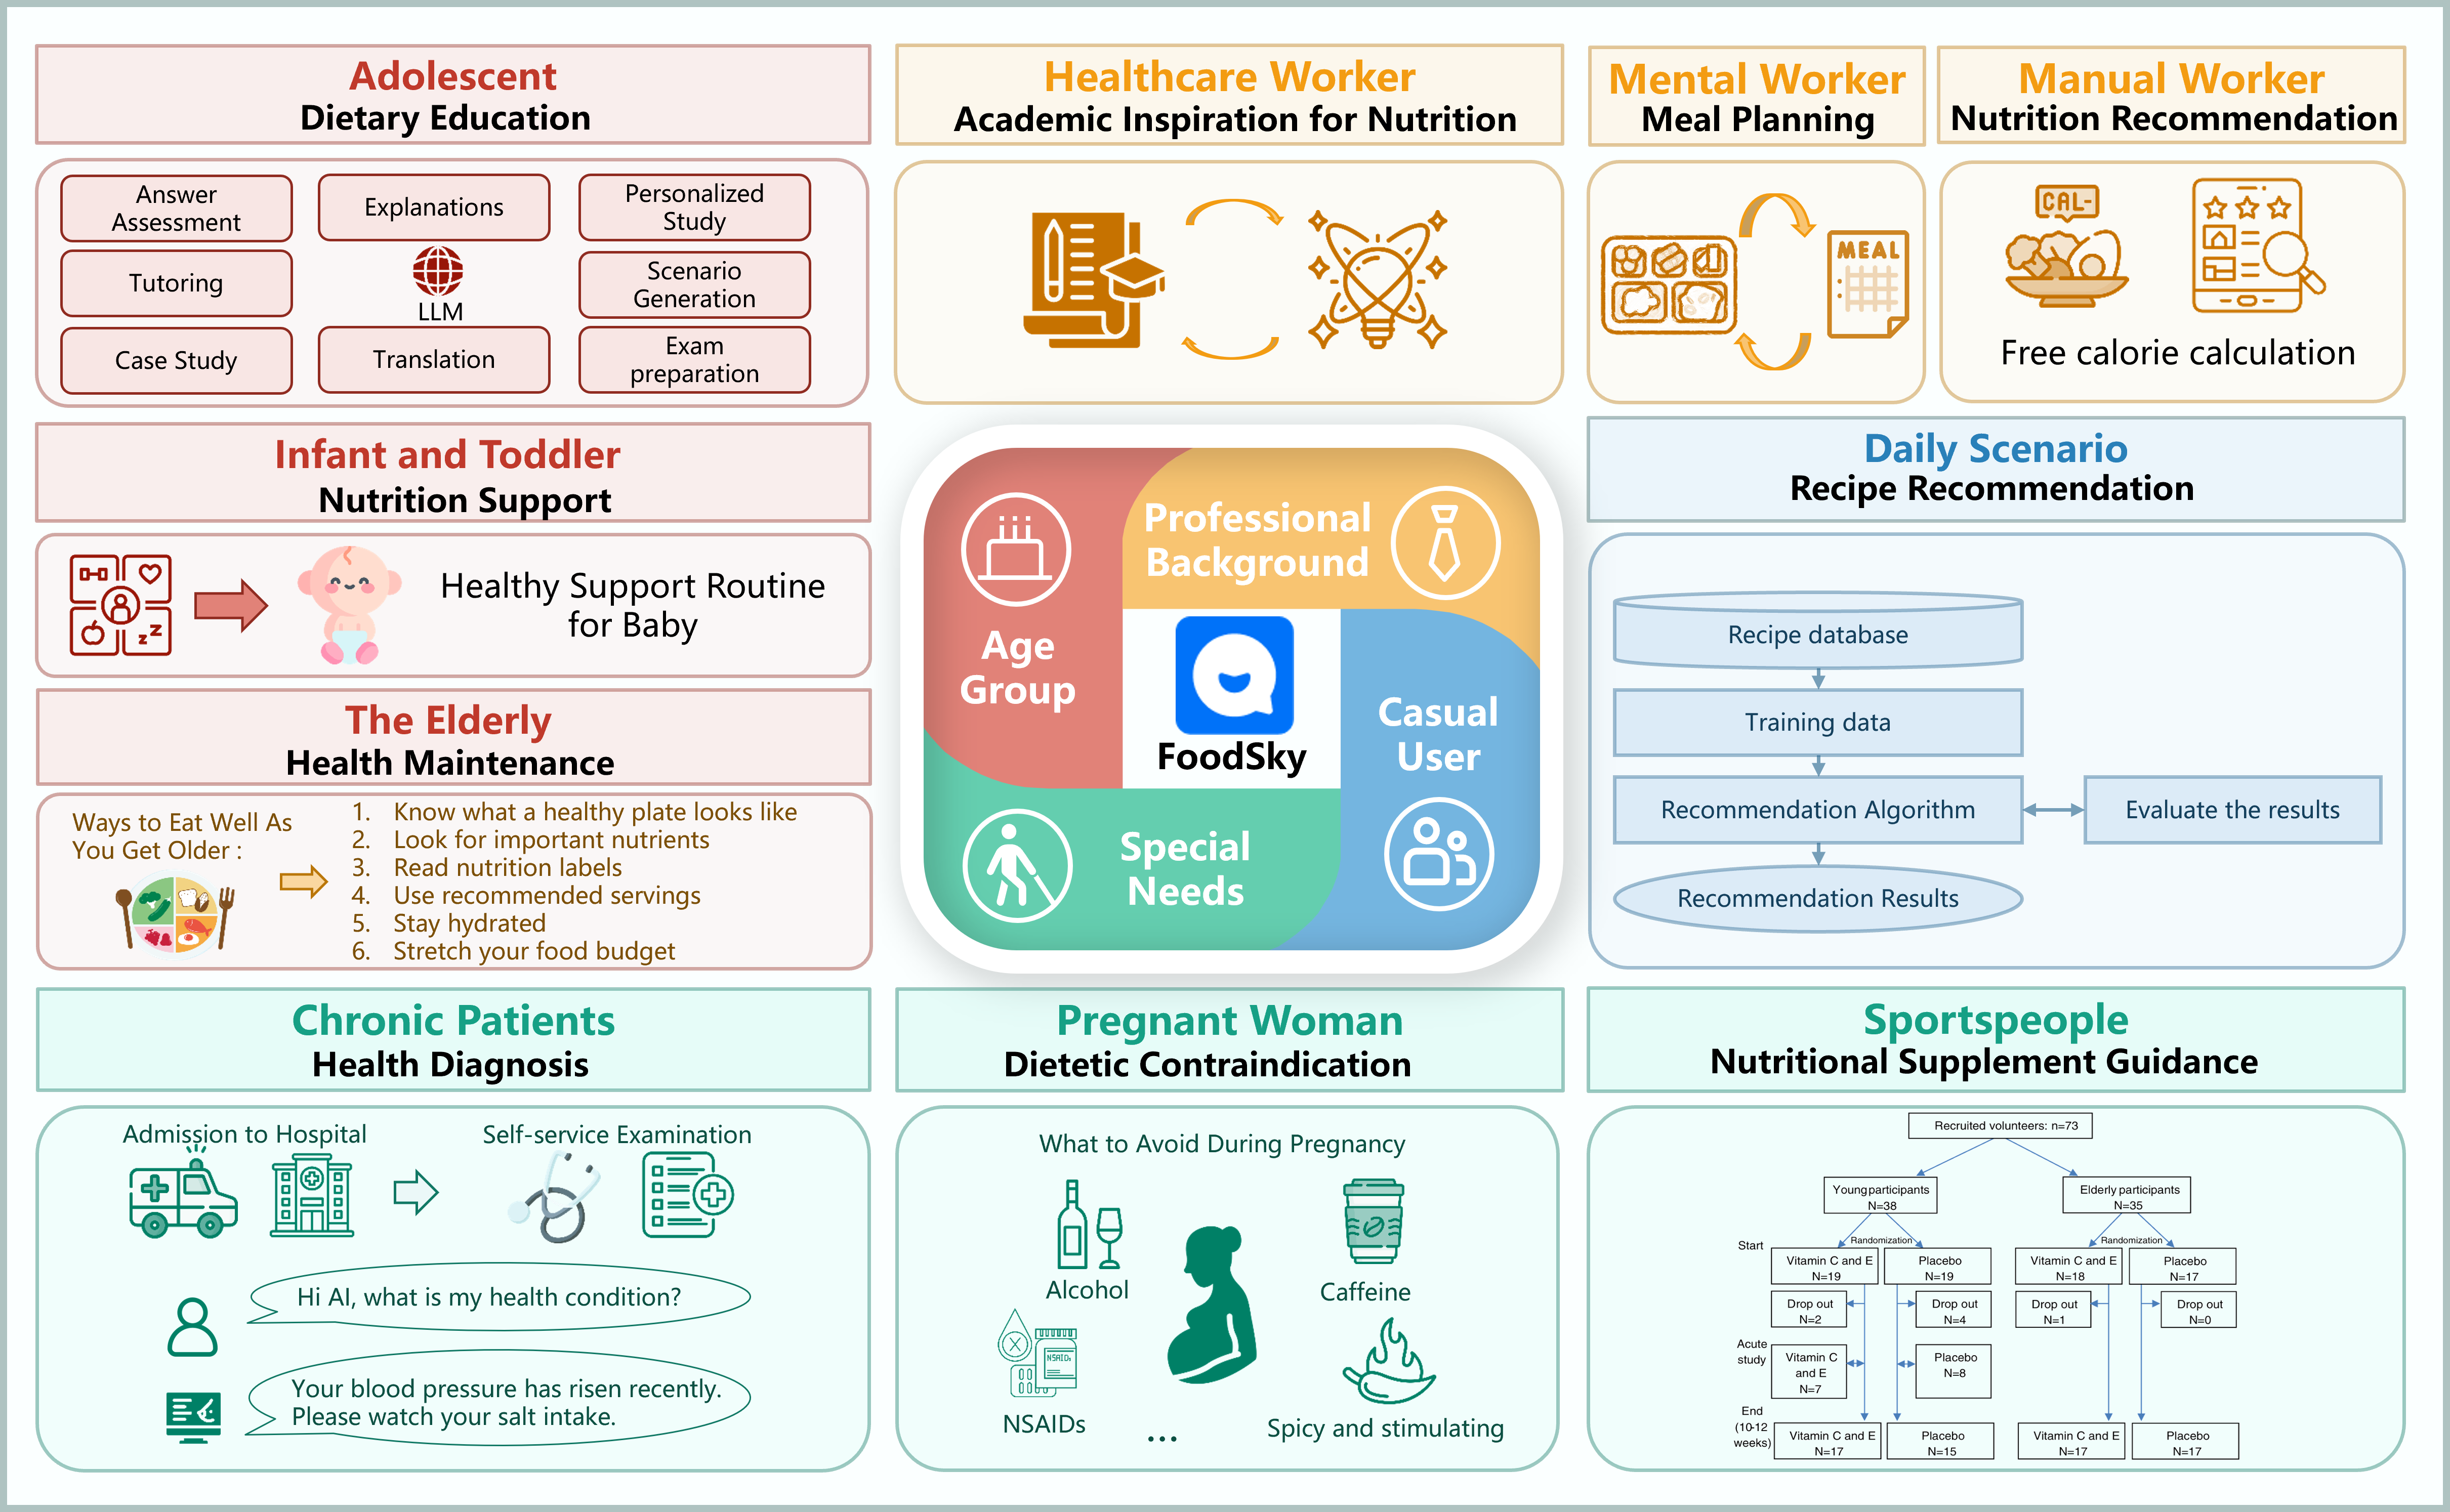 Adolescent
Dietary Education
Answer
Assessment
Explanations
Personalized
Study
Tutoring
LLM
Scenario
Generation
Case Study
Translation
Exam
preparation
Healthcare Worker
Academic Inspiration for Nutrition
Mental Worker
Meal Planning
MEAL
Manual Worker
Nutrition Recommendation
CAL-
Free calorie calculation
Infant and Toddler
Nutrition Support
zZ
Healthy Support Routine
for Baby
The Elderly
Health Maintenance
Ways to Eat Well As
You Get Older :
1. Know what a healthy plate looks like
2. Look for important nutrients
3. Read nutrition labels
4. Use recommended servings
5. Stay hydrated
6. Stretch your food budget
Age
Group
Professional
Background
FoodSky
Casual
User
Special
Needs
Daily Scenario
Recipe Recommendation
Recipe database
Training data
Recommendation Algorithm
Evaluate the results
Recommendation Results
Chronic Patients
Health Diagnosis
Admission to Hospital
Self-service Examination
Hi AI, what is my health condition?
Your blood pressure has risen recently.
Please watch your salt intake.
Pregnant Woman
Dietetic Contraindication
What to Avoid During Pregnancy
Alcohol
Caffeine
X
NSAIDs
NSAIDs
...
Spicy and stimulating
Sportspeople
Nutritional Supplement Guidance
Recruited volunteers: n=73
Young participants
N=38
Elderly participants
N=35
Start
Randomization
Randomization
Vitamin C and E
N=19
Placebo
N=19
Vitamin C and E
N=18
Placebo
N=17
Drop out
N=2
Drop out
N=4
Drop out
N=1
Drop out
N=0
Acute
study
Vitamin C
and E
N=7
Placebo
N=8
End
(10-12
weeks)
Vitamin C and E
N=17
Placebo
N=15
Vitamin C and E
N=17
Placebo
N=17